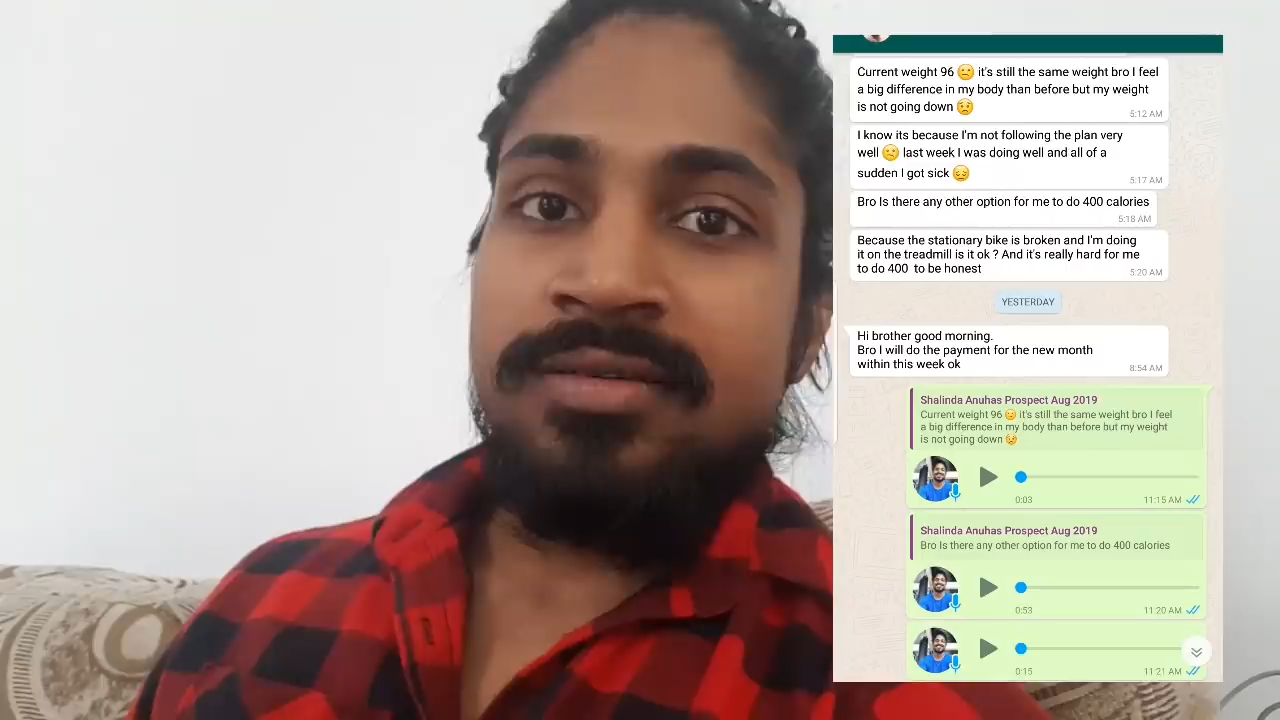 Current weight 96 😕 it's still the same weight bro I feel
a big difference in my body than before but my weight
is not going down 😟
5:12 AM
I know its because I'm not following the plan very
well 😕 last week I was doing well and all of a
sudden I got sick 😔
5:17 AM
Bro Is there any other option for me to do 400 calories
5:18 AM
Because the stationary bike is broken and I'm doing
it on the treadmill is it ok ? And it's really hard for me
to do 400 to be honest
5:20 AM
YESTERDAY
Hi brother good morning.
Bro I will do the payment for the new month
within this week ok
8:54 AM
Shalinda Anuhas Prospect Aug 2019
Current weight 96 😕 it's still the same weight bro I feel
a big difference in my body than before but my weight
is not going down 😟
0:03
11:15 AM
Shalinda Anuhas Prospect Aug 2019
Bro Is there any other option for me to do 400 calories
0:53
11:20 AM
0:15
11:21 AM